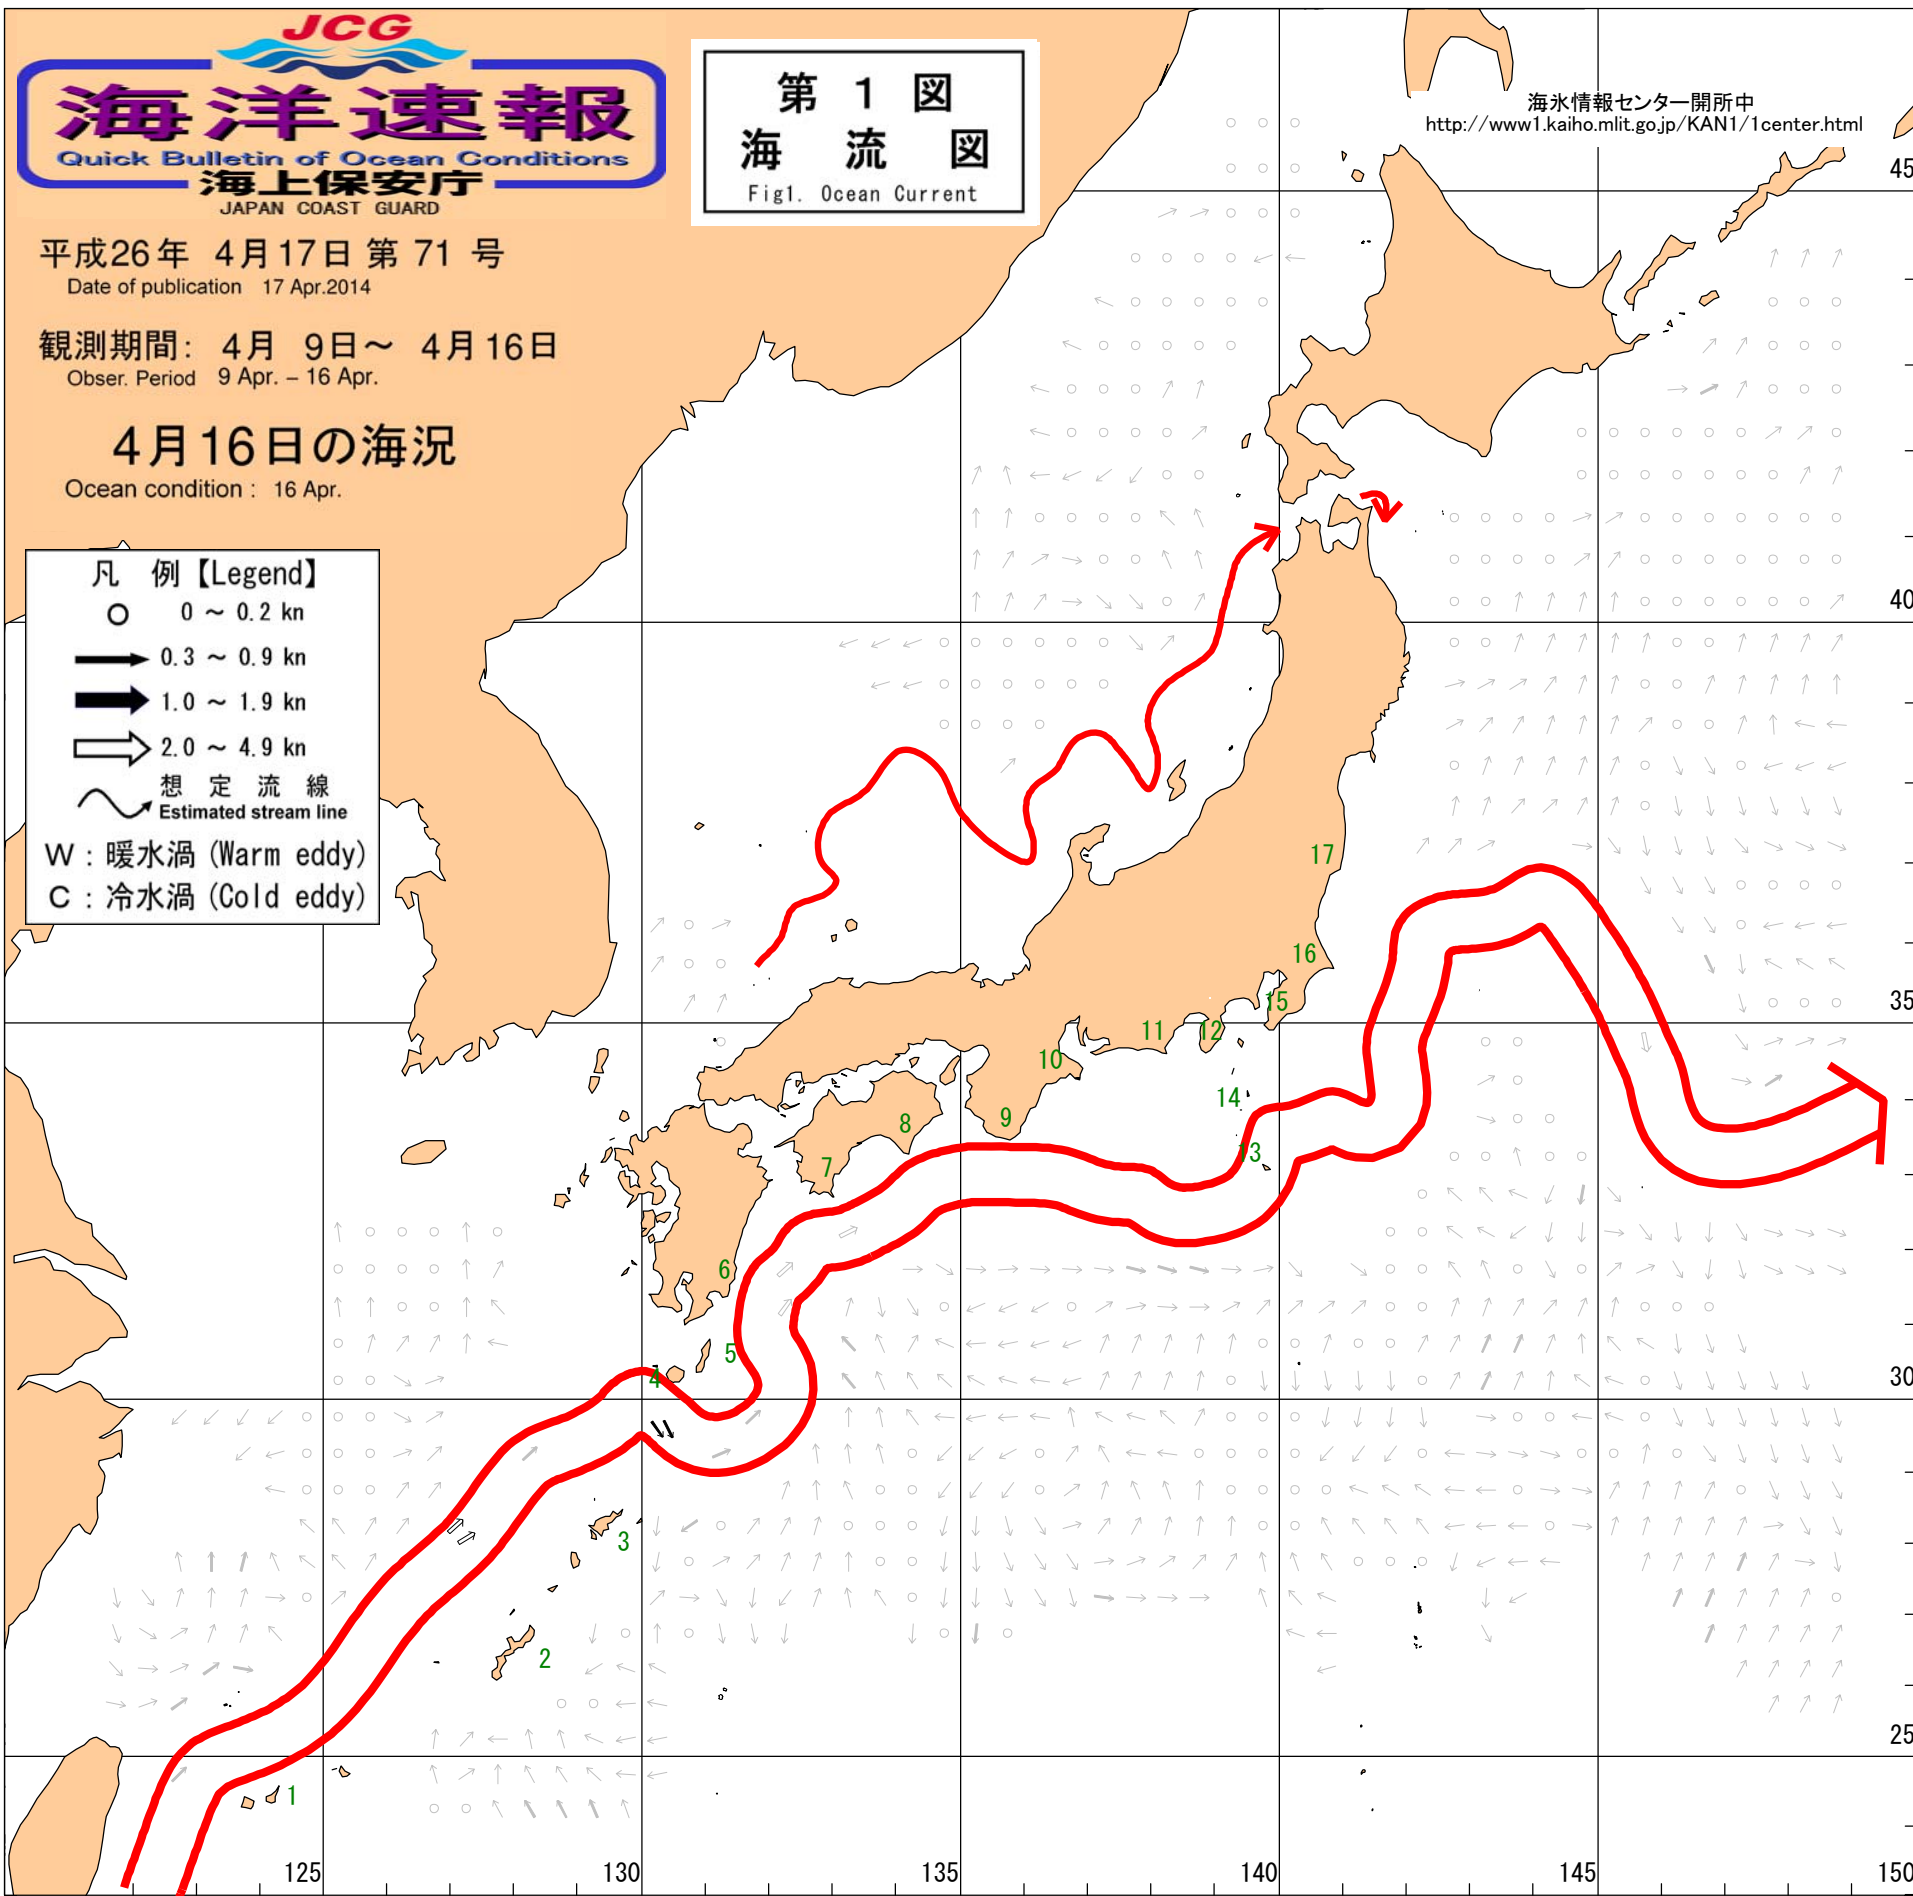 JCG
海洋速報
Quick Bulletin of Ocean Conditions
海上保安庁
JAPAN COAST GUARD
平成26年 4月17日 第 71 号
Date of publication 17 Apr.2014
観測期間: 4月 9日～ 4月16日
Obser. Period 9 Apr. – 16 Apr.
4月16日の海況
Ocean condition : 16 Apr.
第 1 図
海 流 図
Fig1. Ocean Current
海氷情報センター開所中
http://www1.kaiho.mlit.go.jp/KAN1/1center.html
凡 例【Legend】
0 ～ 0.2 kn
0.3 ～ 0.9 kn
1.0 ～ 1.9 kn
2.0 ～ 4.9 kn
想 定 流 線
Estimated stream line
W : 暖水渦 (Warm eddy)
C : 冷水渦 (Cold eddy)
45
40
35
30
25
17
16
15
12
11
10
14
9
8
13
7
6
5
4
3
2
1
125
130
135
140
145
150